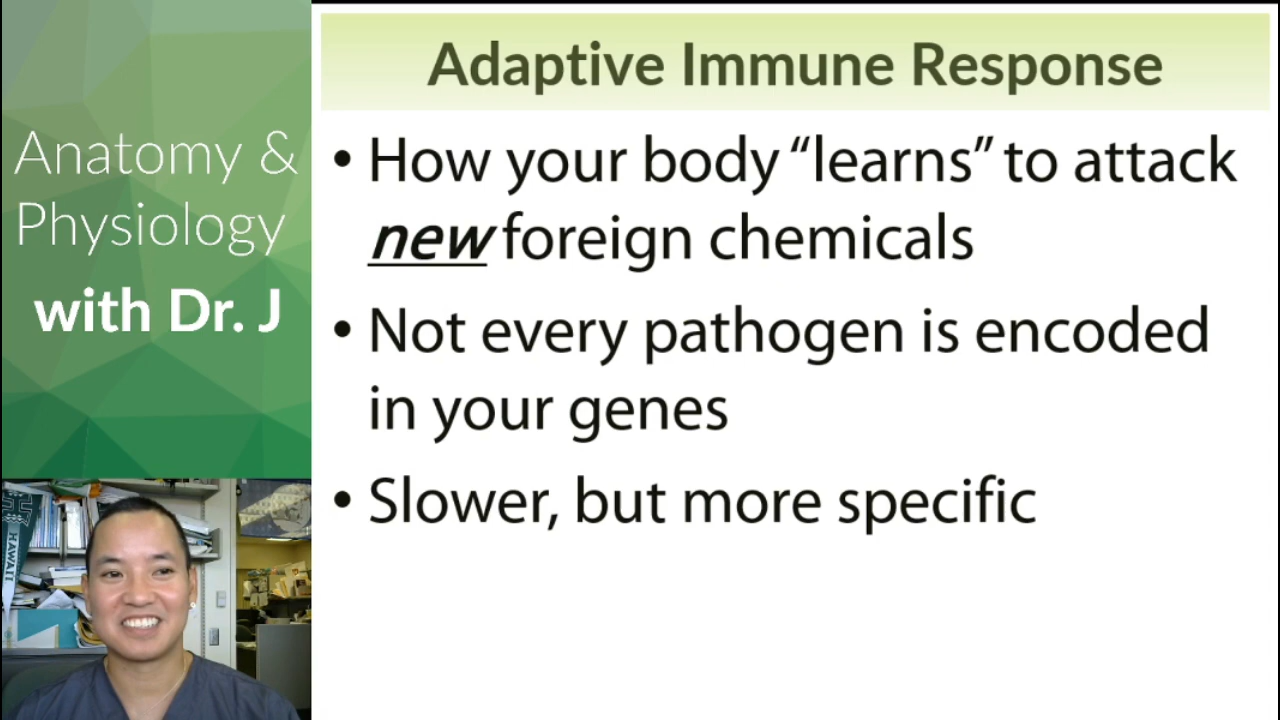 Anatomy &
Physiology
with Dr. J
Adaptive Immune Response
• How your body “learns” to attack
new foreign chemicals
• Not every pathogen is encoded
in your genes
• Slower, but more specific
HAWAII